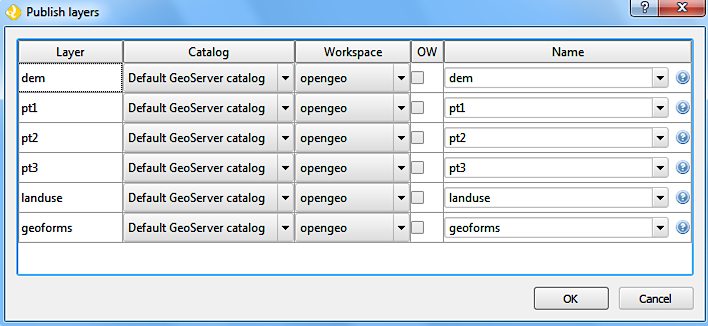 Publish layers
Layer Catalog Workspace OW Name
dem Default GeoServer catalog opengeo dem
pt1 Default GeoServer catalog opengeo pt1
pt2 Default GeoServer catalog opengeo pt2
pt3 Default GeoServer catalog opengeo pt3
landuse Default GeoServer catalog opengeo landuse
geoforms Default GeoServer catalog opengeo geoforms
OK Cancel